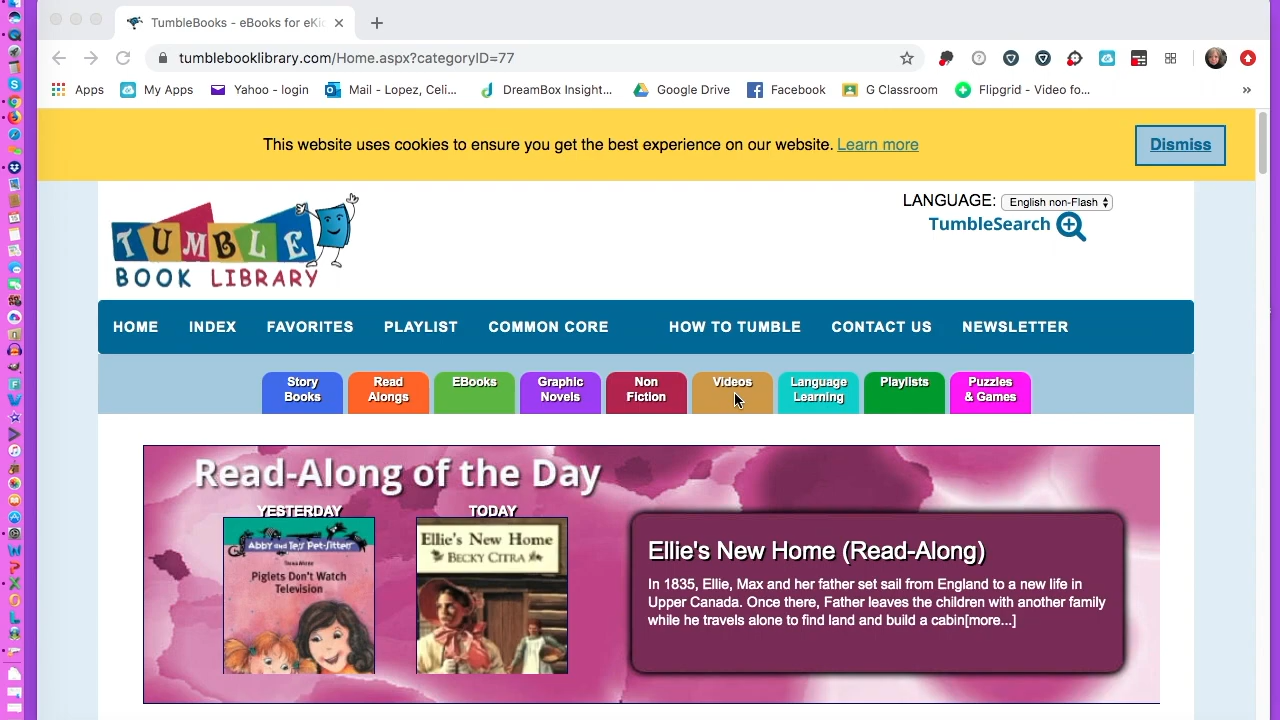 TumbleBooks - eBooks for eKi
tumblebooklibrary.com/Home.aspx?categoryID=77
Apps My Apps Yahoo - login Mail - Lopez, Celi... DreamBox Insight... Google Drive Facebook G Classroom Flipgrid - Video fo... »
This website uses cookies to ensure you get the best experience on our website. Learn more Dismiss
LANGUAGE: English non-Flash
TumbleSearch
TUMBLE
BOOK LIBRARY
HOME INDEX FAVORITES PLAYLIST COMMON CORE HOW TO TUMBLE CONTACT US NEWSLETTER
Story Books
Read Alongs
EBooks
Graphic Novels
Non Fiction
Videos
Language Learning
Playlists
Puzzles & Games
Read-Along of the Day
YESTERDAY TODAY
Abby and Tess Pet-Sitters
Piglets Don't Watch
Television
Ellie's New Home
BECKY CITRA
Ellie's New Home (Read-Along)
In 1835, Ellie, Max and her father set sail from England to a new life in
Upper Canada. Once there, Father leaves the children with another family
while he travels alone to find land and build a cabin[more...]